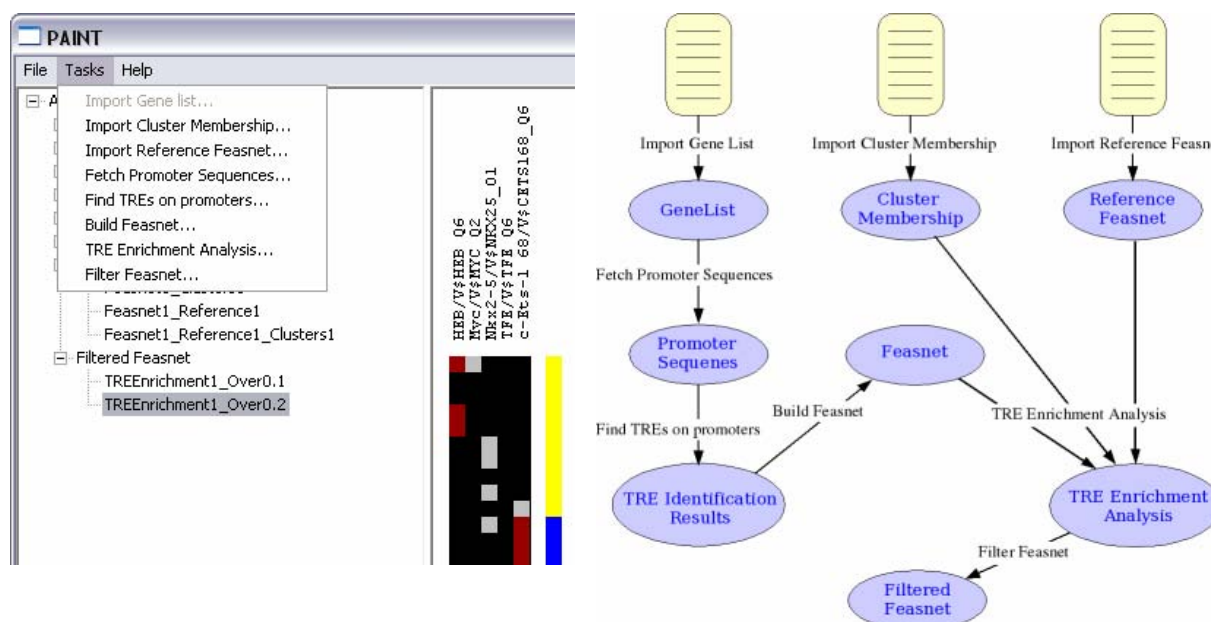 PAINT
File Tasks Help
Import Gene list...
Import Cluster Membership...
Import Reference Feasnet...
Fetch Promoter Sequences...
Find TREs on promoters...
Build Feasnet...
TRE Enrichment Analysis...
Filter Feasnet...
Feasnet1_Reference1
Feasnet1_Reference1_Clusters1
Filtered Feasnet
TREEnrichment1_Over0.1
TREEnrichment1_Over0.2
HEB/V$HEB_Q6
Myc/V$MYC_Q2
Nkx2-5/V$NKX25_01
TFE/V$TFE_Q6
c-Ets-1 68/V$CETS168_Q6
Import Gene List
Import Cluster Membership
Import Reference Feasn
GeneList
Cluster
Membership
Reference
Feasnet
Fetch Promoter Sequences
Promoter
Sequenes
Feasnet
Build Feasnet
TRE Enrichment Analysis
Find TREs on promoters
TRE Identification
Results
TRE Enrichment
Analysis
Filter Feasnet
Filtered
Feasnet